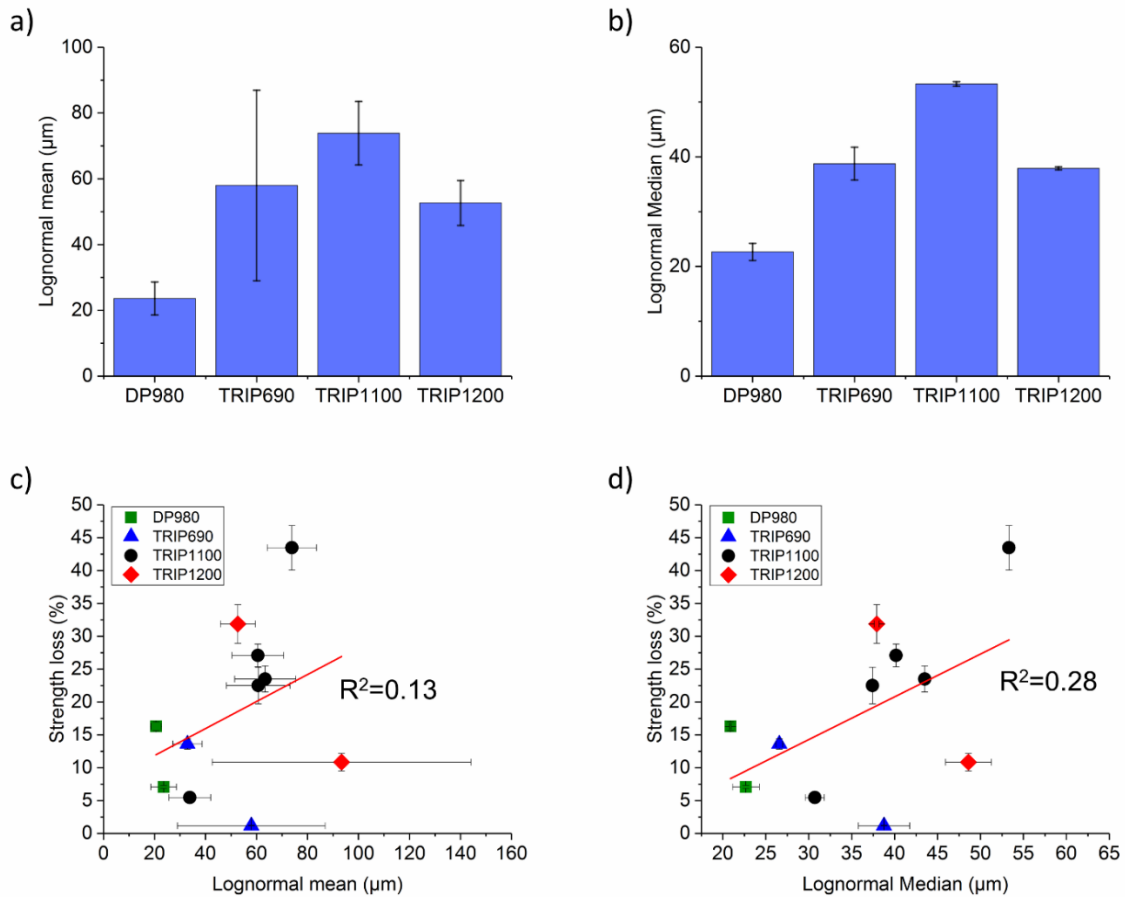 a)
100
80
60
40
20
0
Lognormal mean (μm)
DP980 TRIP690 TRIP1100 TRIP1200
b)
60
40
20
0
Lognormal Median (μm)
DP980 TRIP690 TRIP1100 TRIP1200
c)
50
45
40
35
30
25
20
15
10
5
0
Strength loss (%)
DP980
TRIP690
TRIP1100
TRIP1200
R²=0.13
0 20 40 60 80 100 120 140 160
Lognormal mean (μm)
d)
50
45
40
35
30
25
20
15
10
5
0
Strength loss (%)
DP980
TRIP690
TRIP1100
TRIP1200
R²=0.28
20 25 30 35 40 45 50 55 60 65
Lognormal Median (μm)